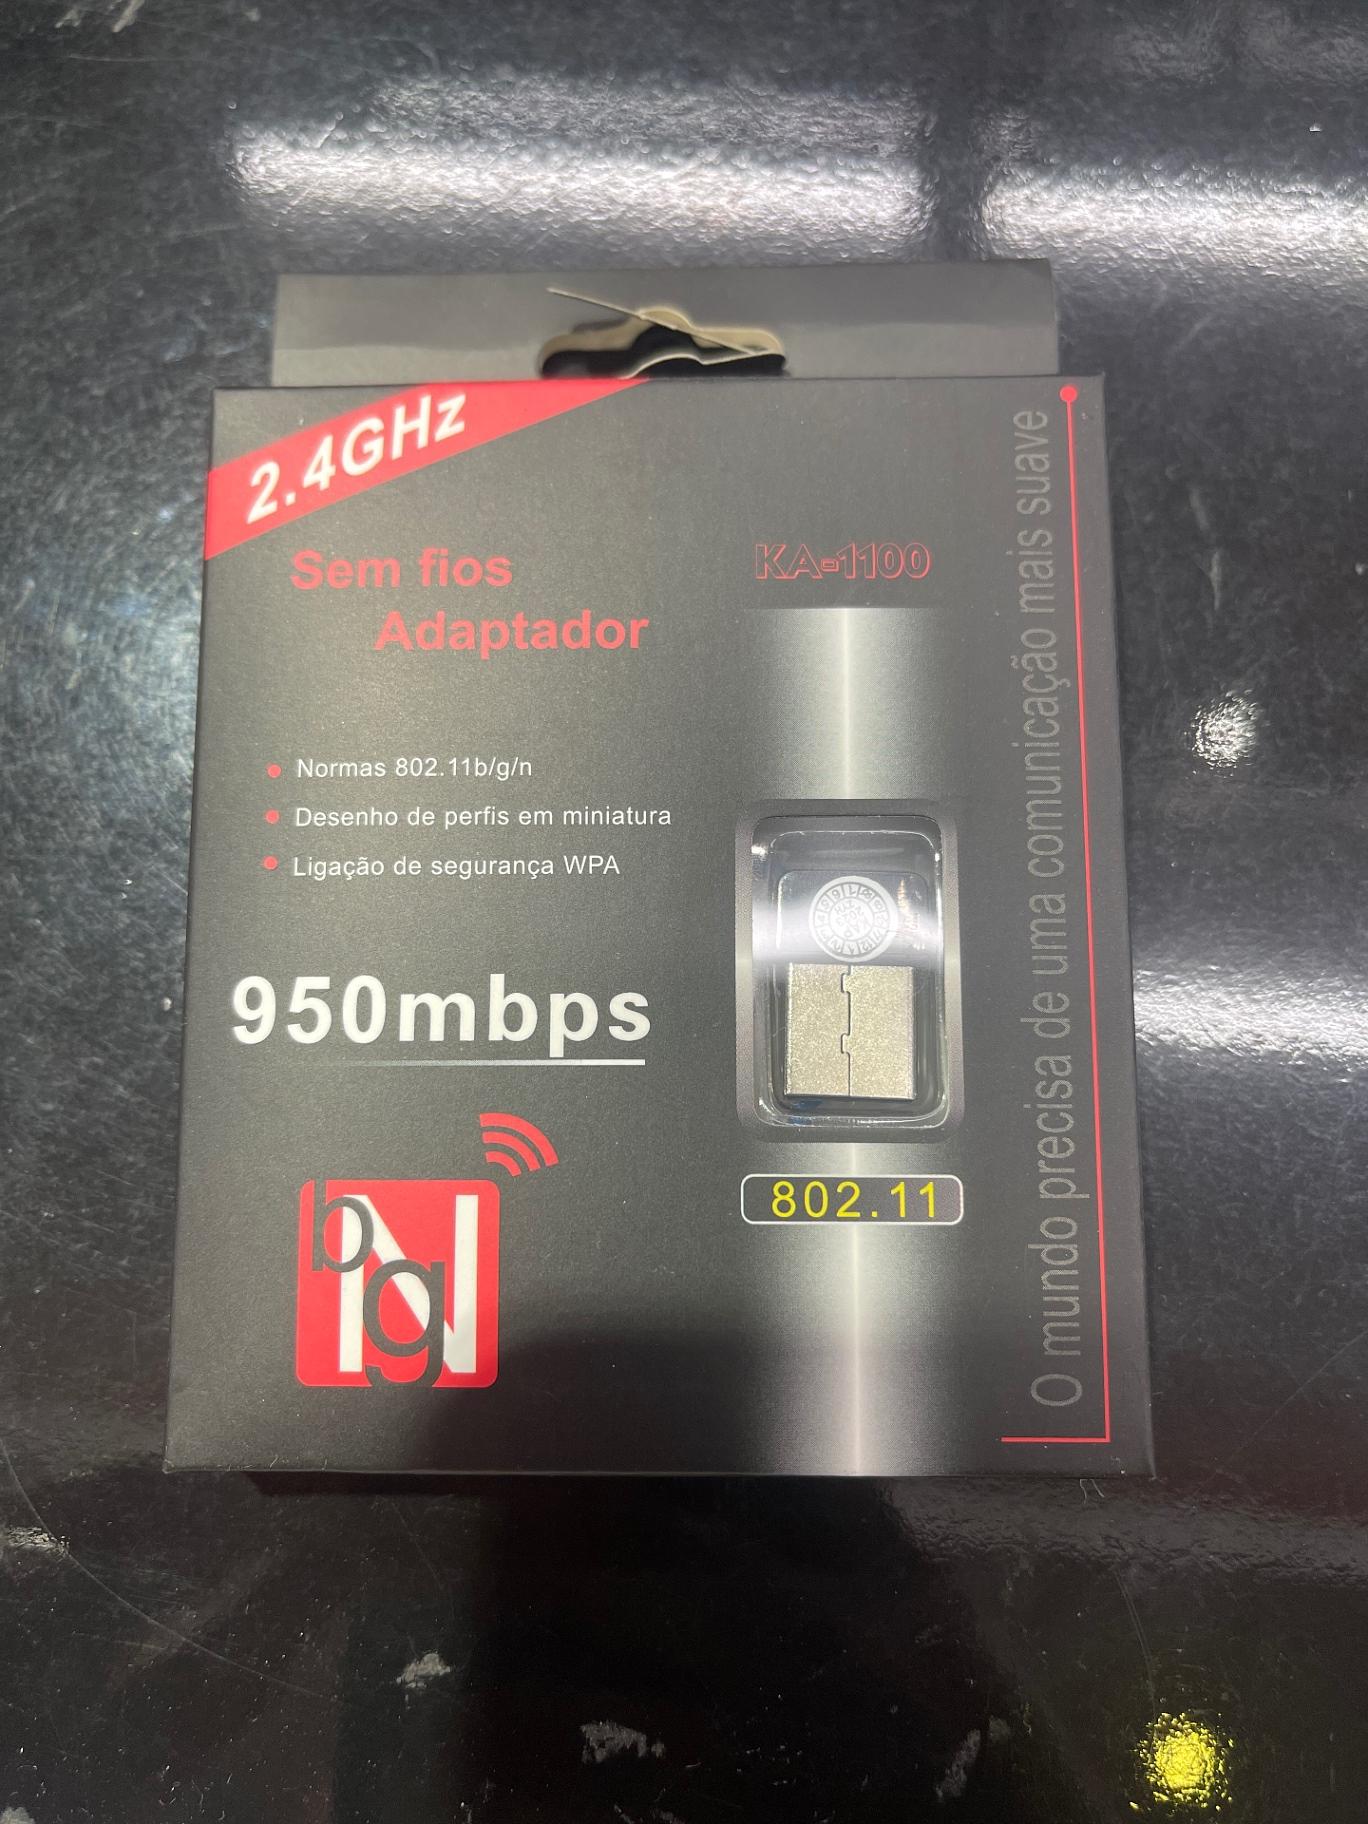 2.4GHz
Sem fios
Adaptador
KA-1100
Normas 802.11b/g/n
Desenho de perfis em miniatura
Ligação de segurança WPA
950mbps
bgN
802.11
O mundo precisa de uma comunicação mais suave